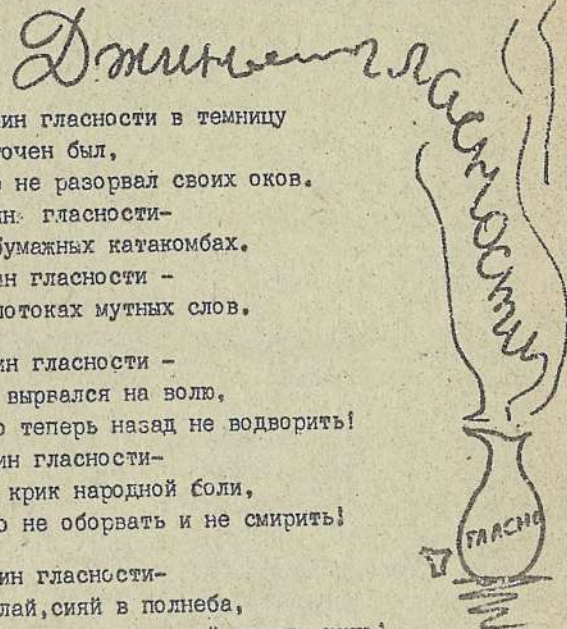 Джинн гласности
ин гласности в темницу
точен был,
не разорвал своих оков.
ин гласности-
бумажных катакомбах.
ин гласности -
потоках мутных слов.
ин гласности -
вырвался на волю,
о теперь назад не водворить!
ин гласности-
крик народной боли,
о не оборвать и не смирить!
ин гласности-
лай,сияй в полнеба,
ГЛАСНО